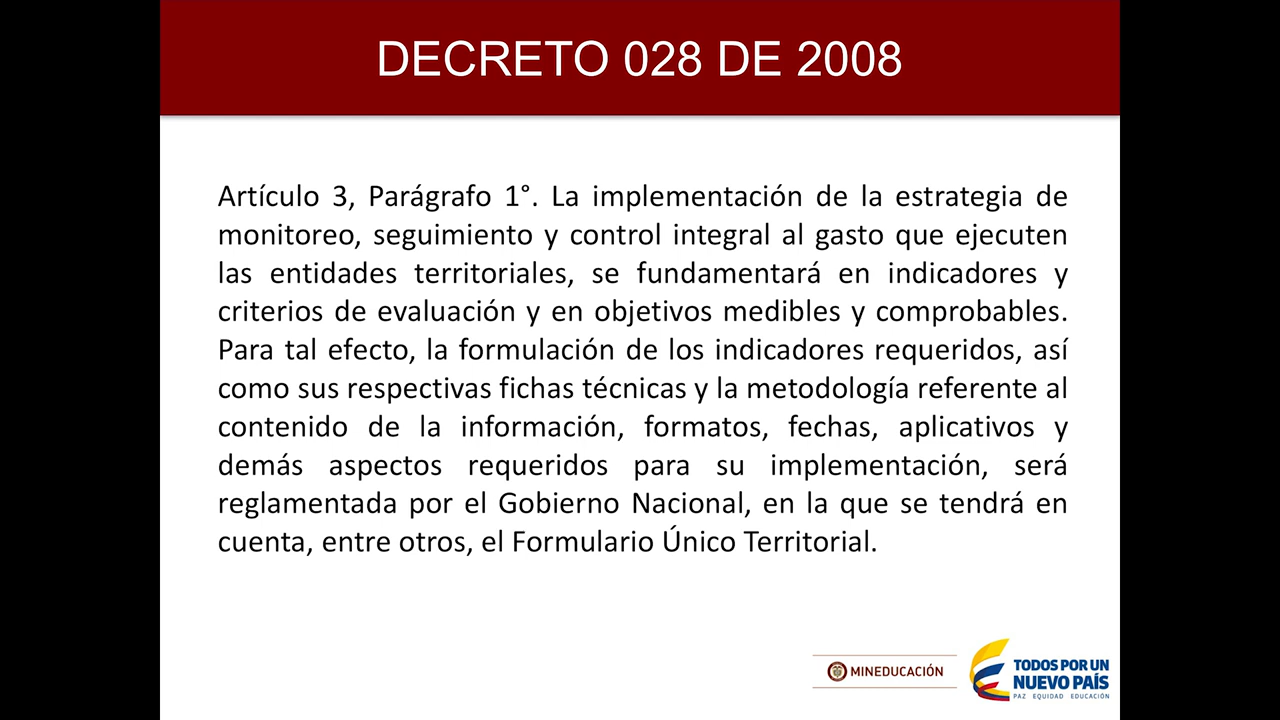 DECRETO 028 DE 2008
Artículo 3, Parágrafo 1°. La implementación de la estrategia de
monitoreo, seguimiento y control integral al gasto que ejecuten
las entidades territoriales, se fundamentará en indicadores y
criterios de evaluación y en objetivos medibles y comprobables.
Para tal efecto, la formulación de los indicadores requeridos, así
como sus respectivas fichas técnicas y la metodología referente al
contenido de la información, formatos, fechas, aplicativos y
demás aspectos requeridos para su implementación, será
reglamentada por el Gobierno Nacional, en la que se tendrá en
cuenta, entre otros, el Formulario Único Territorial.
MINEDUCACIÓN
TODOS POR UN
NUEVO PAÍS
PAZ EQUIDAD EDUCACIÓN